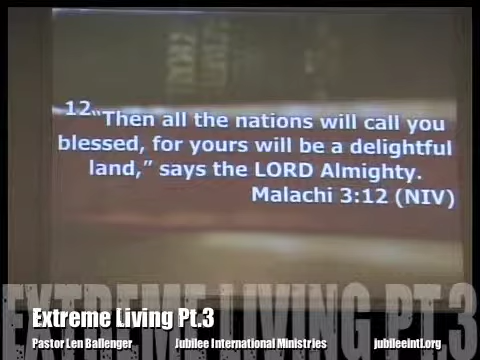 12“Then all the nations will call you
blessed, for yours will be a delightful
land,” says the LORD Almighty.
Malachi 3:12 (NIV)
EXTREME LIVING PT.3
Extreme Living Pt.3
Pastor Len Ballenger Jubilee International Ministries jubileeintl.org